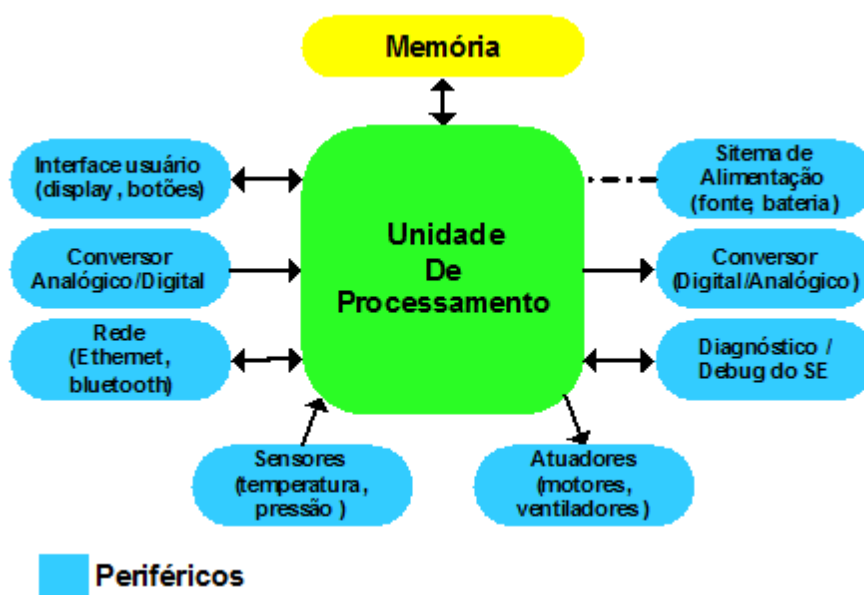 Memória
Interface usuário
(display, botões)
Sitema de
Alimentação
(fonte, bateria)
Unidade
De
Processamento
Conversor
Analógico/Digital
Conversor
(Digital/Analógico)
Rede
(Ethernet,
bluetooth)
Diagnóstico /
Debug do SE
Sensores
(temperatura,
pressão)
Atuadores
(motores,
ventiladores)
Periféricos